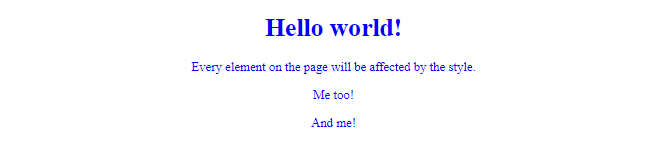 Hello world!
Every element on the page will be affected by the style.
Me too!
And me!